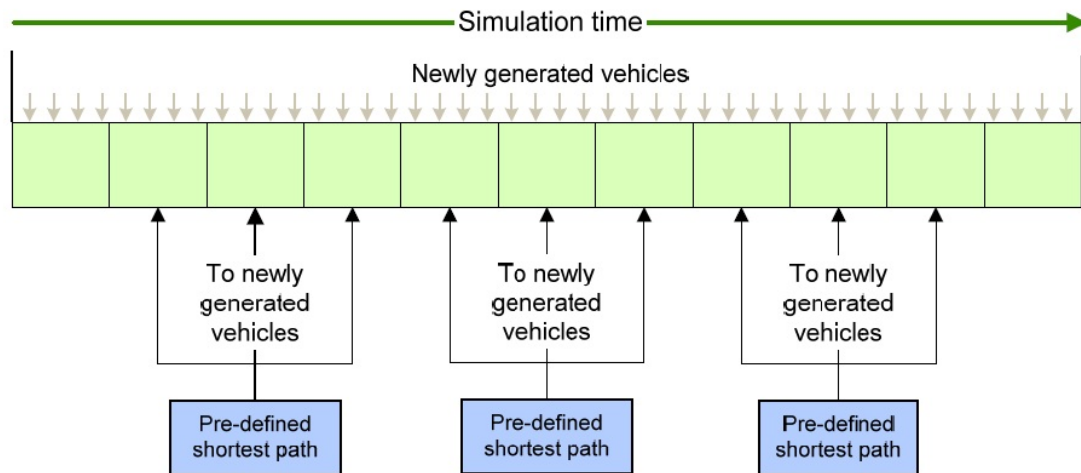 Simulation time
Newly generated vehicles
To newly
generated
vehicles
To newly
generated
vehicles
To newly
generated
vehicles
Pre-defined
shortest path
Pre-defined
shortest path
Pre-defined
shortest path